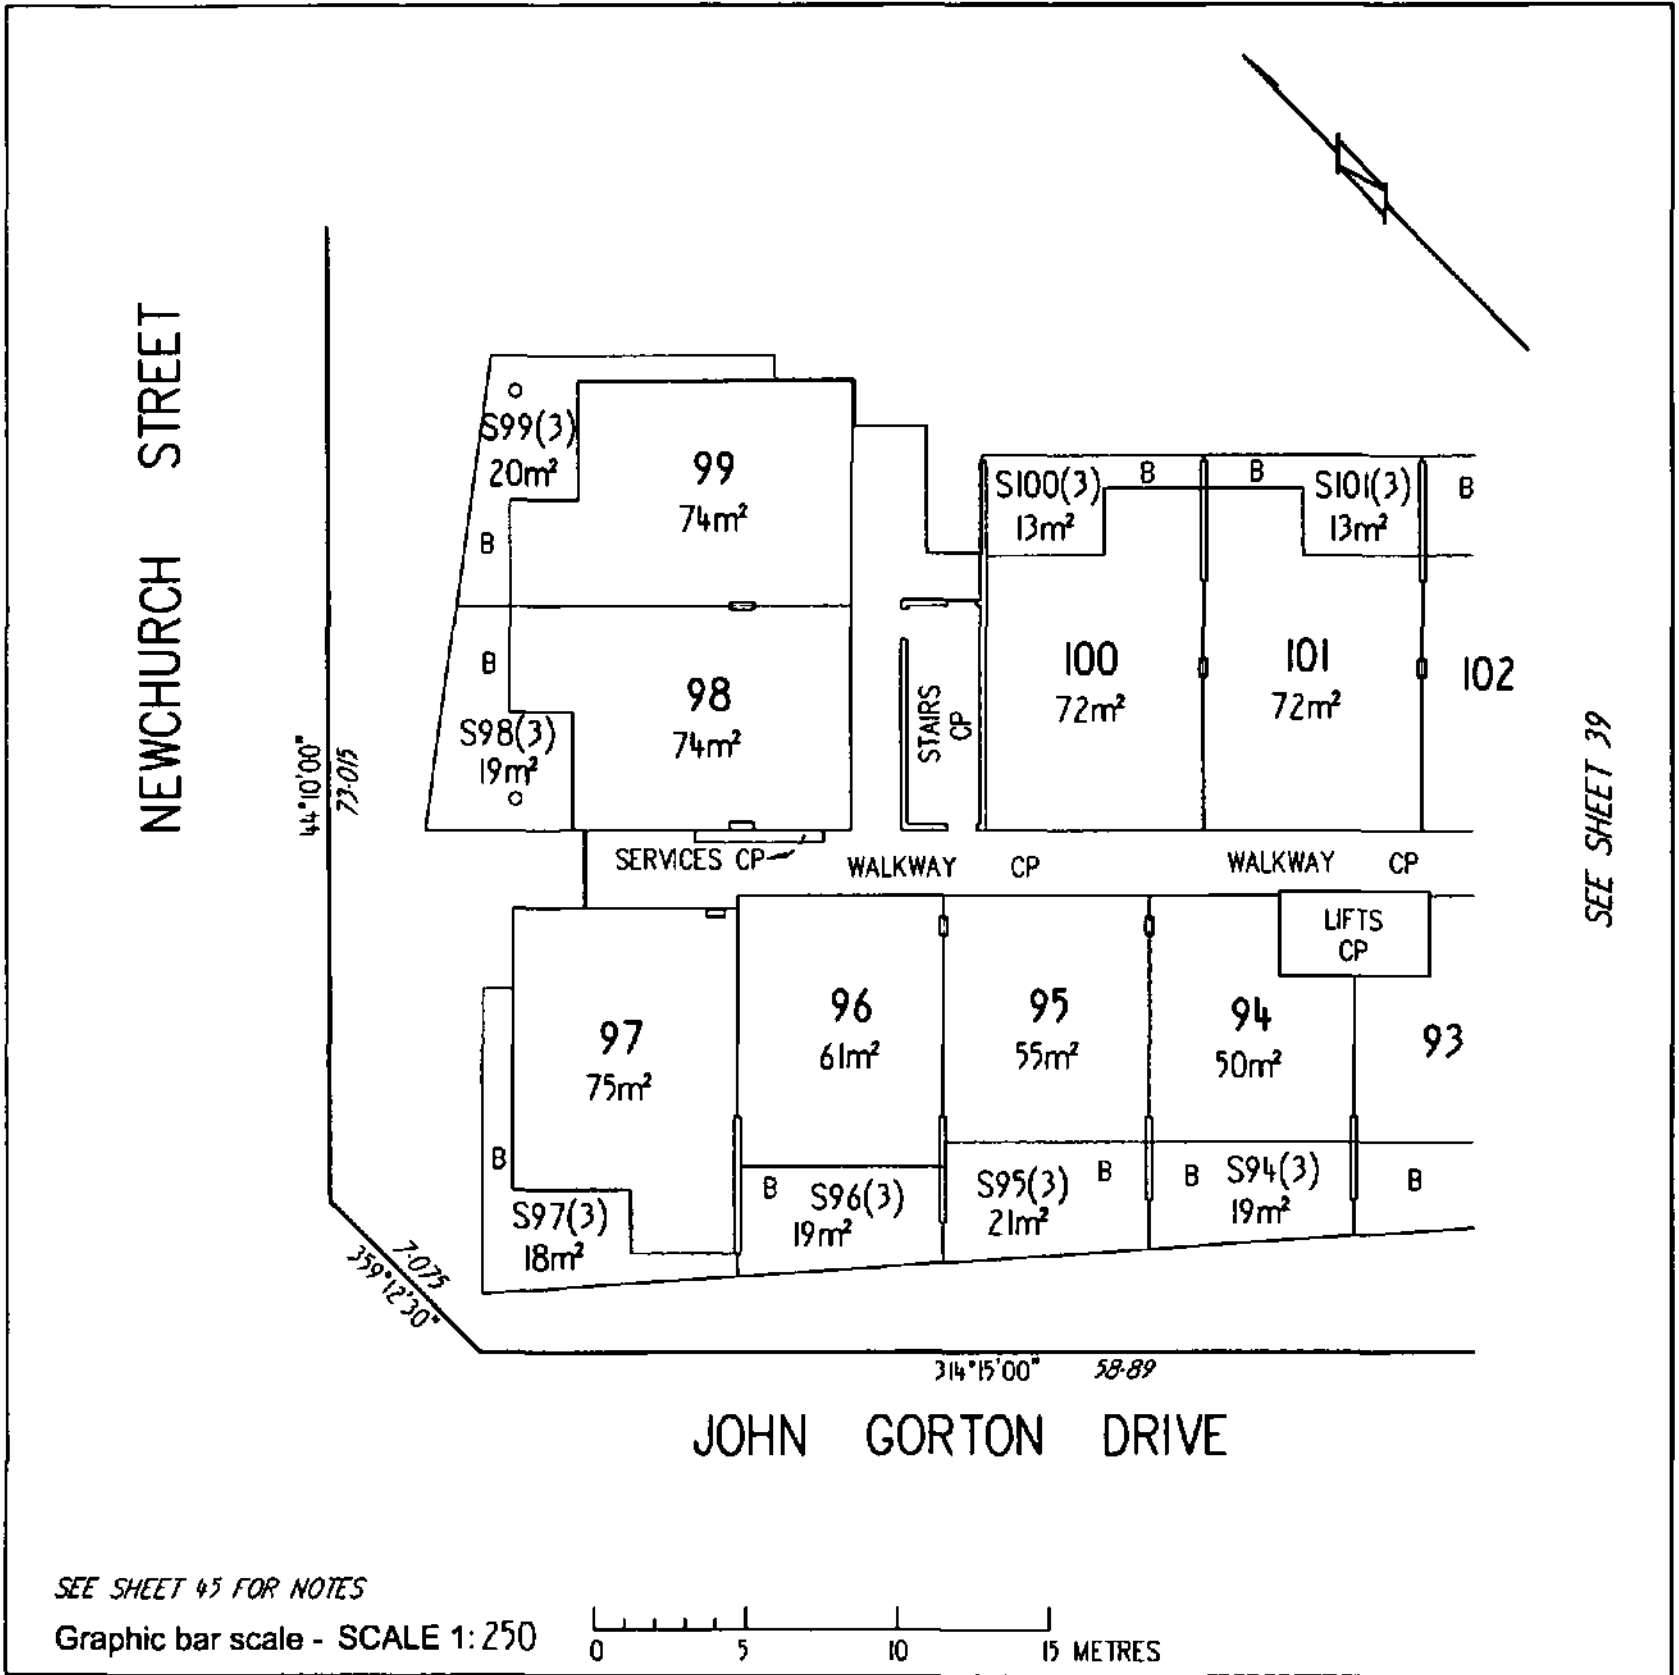 NEWCHURCH STREET
44°10'00"
73·015
S99(3)
20m²
B
99
74m²
S100(3)
13m²
B
B
S101(3)
13m²
B
B
S98(3)
19m²
98
74m²
STAIRS
CP
100
72m²
101
72m²
102
SEE SHEET 39
SERVICES CP
WALKWAY CP
WALKWAY CP
LIFTS
CP
97
75m²
96
61m²
95
55m²
94
50m²
93
B
S97(3)
18m²
B
S96(3)
19m²
S95(3)
21m²
B
B
S94(3)
19m²
B
7·075
359°12'30"
314°15'00" 58·89
JOHN GORTON DRIVE
SEE SHEET 45 FOR NOTES
Graphic bar scale - SCALE 1:250
0 5 10 15 METRES